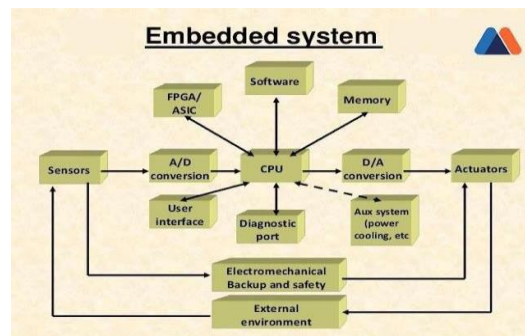 Embedded system
Software
FPGA/
ASIC
Memory
Sensors
A/D
conversion
CPU
D/A
conversion
Actuators
User
interface
Diagnostic
port
Aux system
(power
cooling, etc
Electromechanical
Backup and safety
External
environment